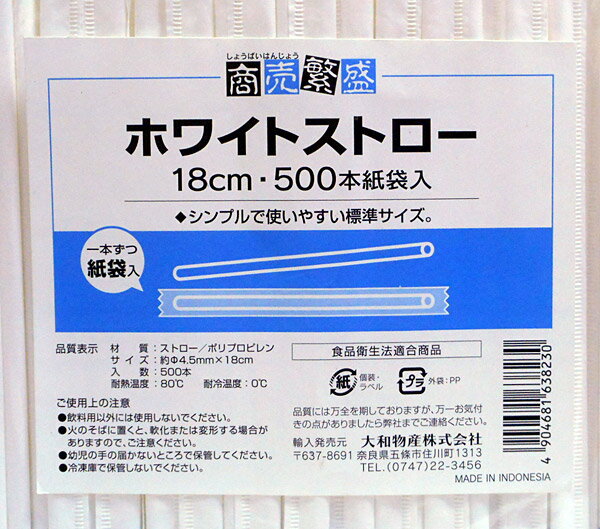 しょうばいはんじょう
商売繁盛
ホワイトストロー
18cm・500本紙袋入
◆シンプルで使いやすい標準サイズ。
一本ずつ
紙袋入
品質表示 材質：ストロー／ポリプロピレン
サイズ：約Φ4.5mm×18cm
入数：500本
耐熱温度：80℃ 耐冷温度：0℃
ご使用上の注意
●飲料用以外には使用しないでください。
●火のそばに置くと、軟化または変形する場合が
ありますので、ご注意ください。
●幼児の手の届かないところで保管してください。
●冷凍庫で保管しないでください。
食品衛生法適合商品
紙 個装・
ラベル
プラ 外袋：PP
品質には万全を期しておりますが、万一お気付
きの点がありましたら弊社までご連絡ください。
輸入発売元 大和物産株式会社
〒637-8691 奈良県五條市住川町1313
TEL.(0747)22-3456
MADE IN INDONESIA
4 904681 638230